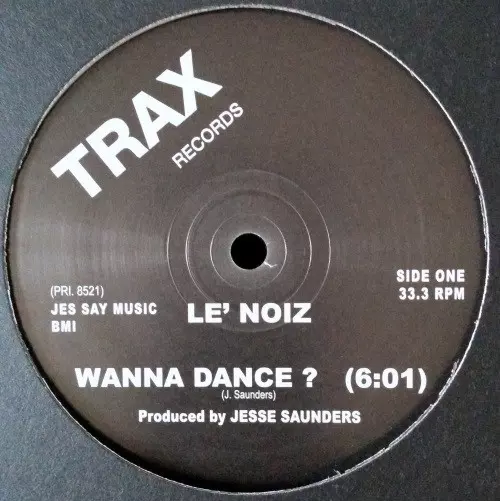 TRAX
RECORDS
(PRI. 8521)
JES SAY MUSIC
BMI
SIDE ONE
33.3 RPM
LE' NOIZ
WANNA DANCE ? (6:01)
(J. Saunders)
Produced by JESSE SAUNDERS